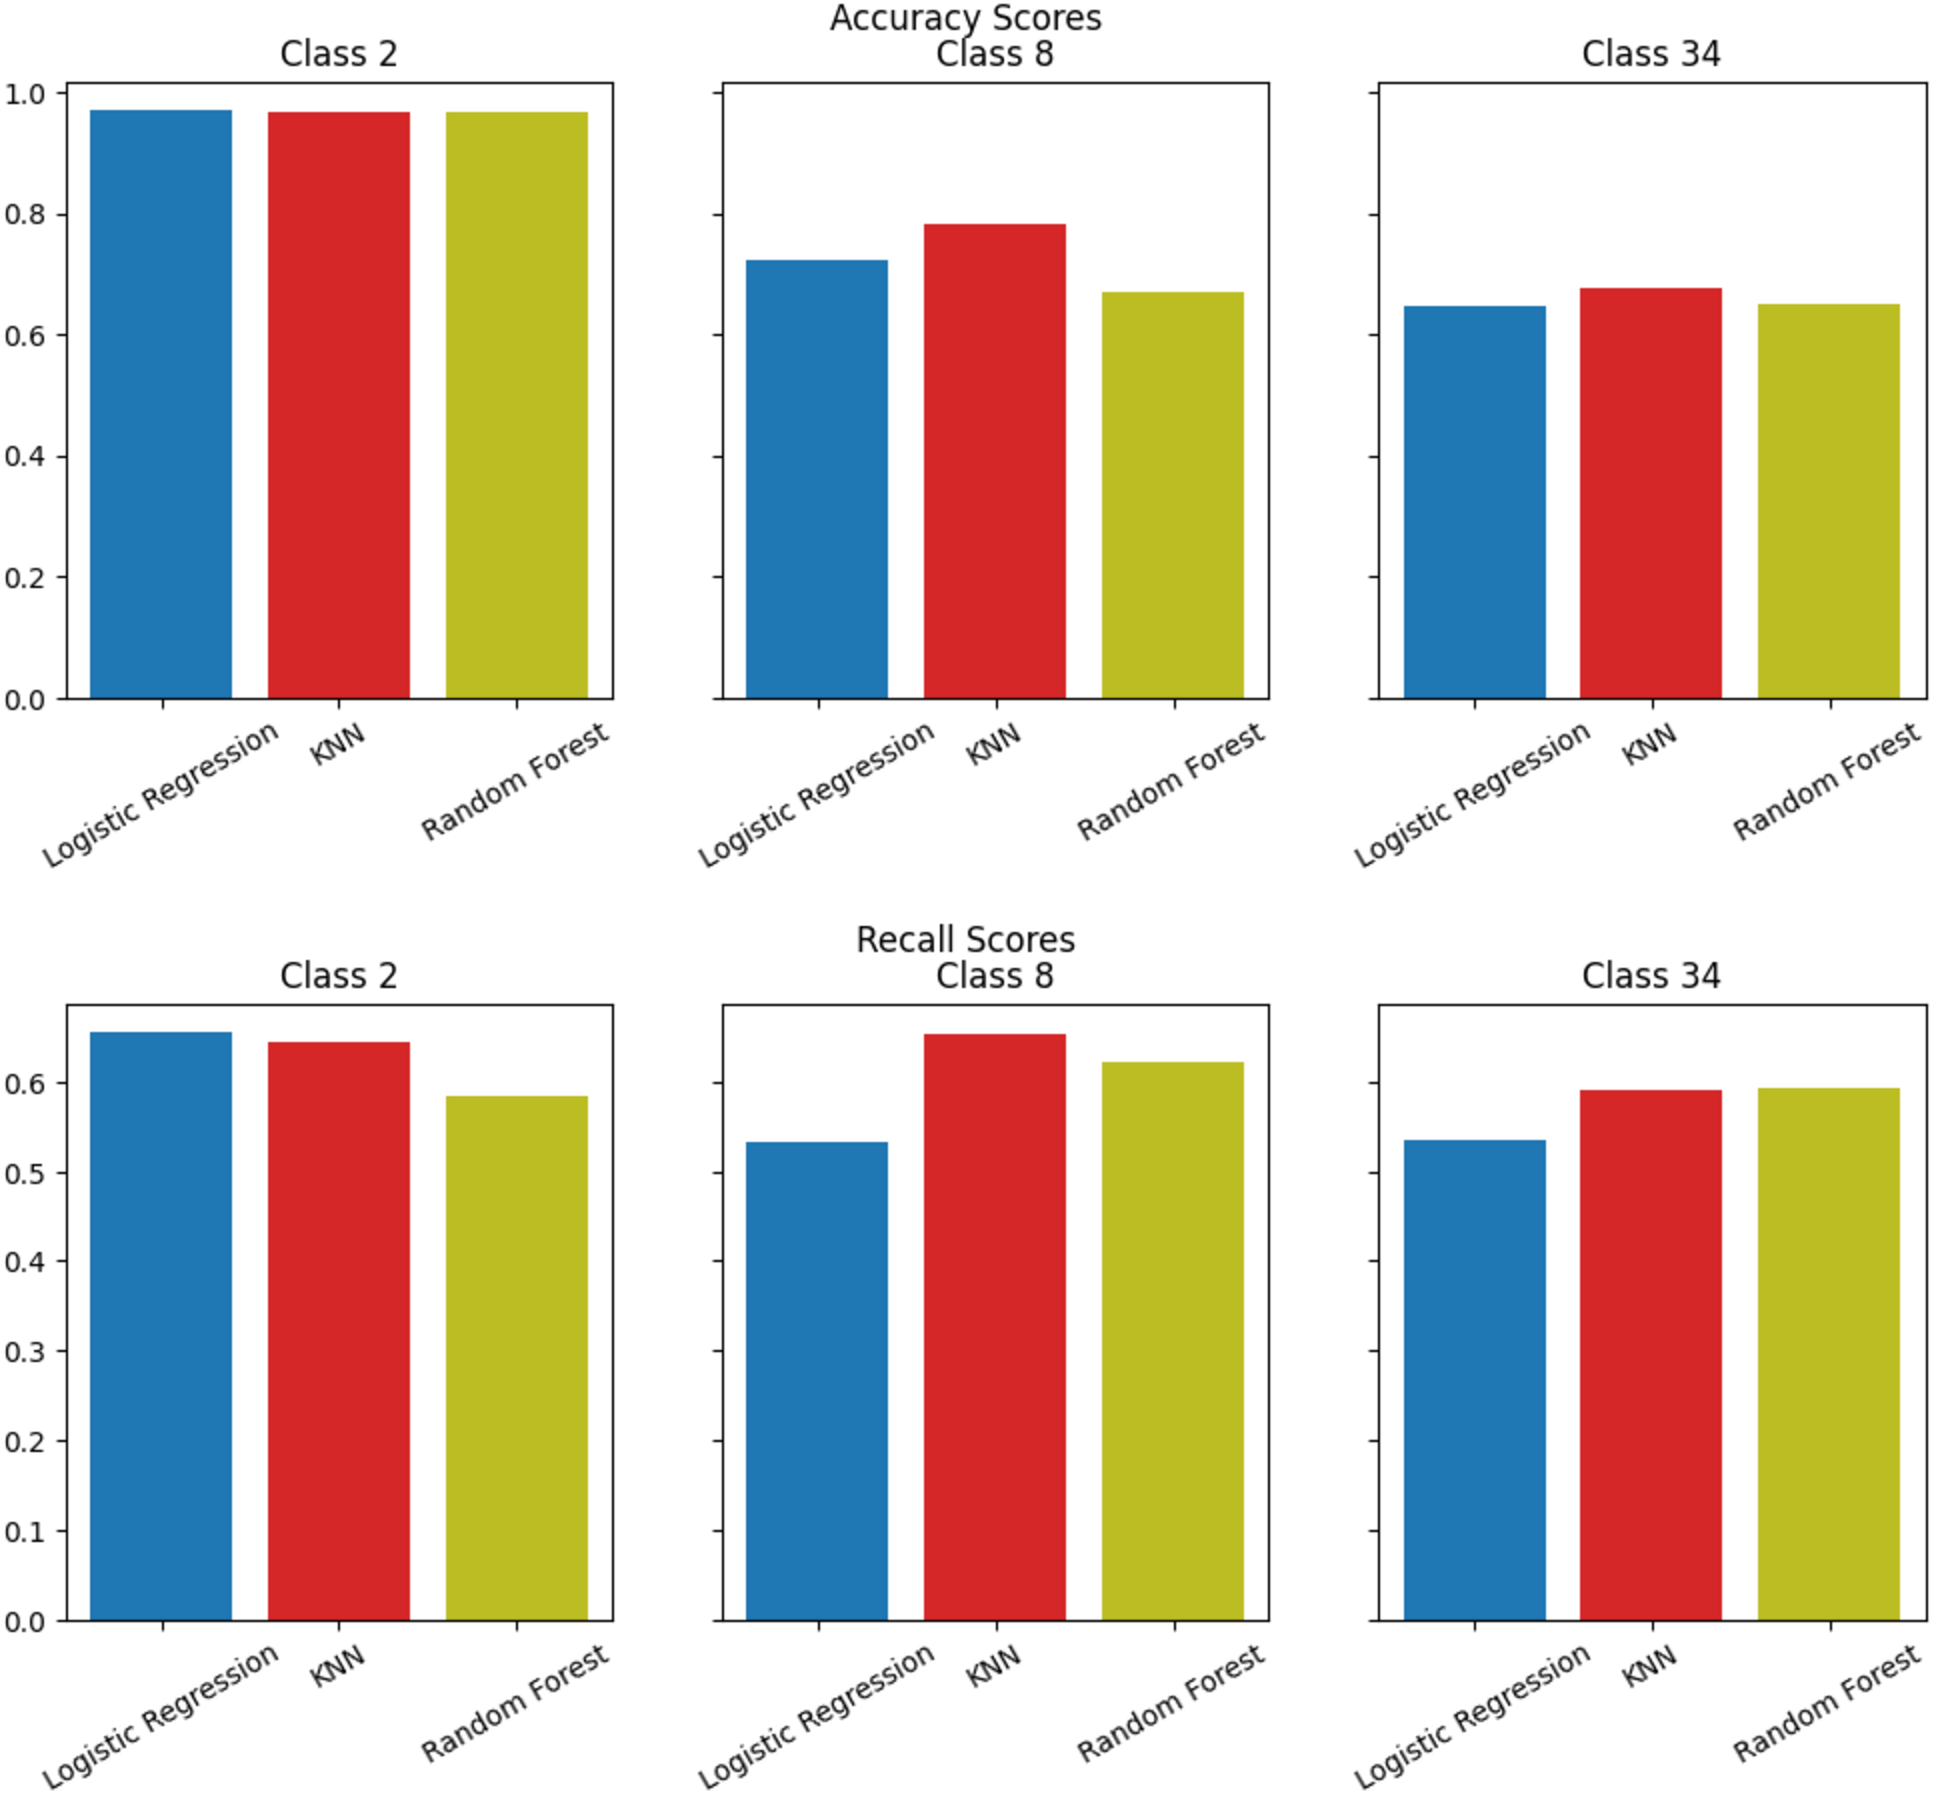 Accuracy Scores
Class 2
Class 8
Class 34
1.0
0.8
0.6
0.4
0.2
0.0
Logistic Regression
KNN
Random Forest
Logistic Regression
KNN
Random Forest
Logistic Regression
KNN
Random Forest
Recall Scores
Class 2
Class 8
Class 34
0.6
0.5
0.4
0.3
0.2
0.1
0.0
Logistic Regression
KNN
Random Forest
Logistic Regression
KNN
Random Forest
Logistic Regression
KNN
Random Forest